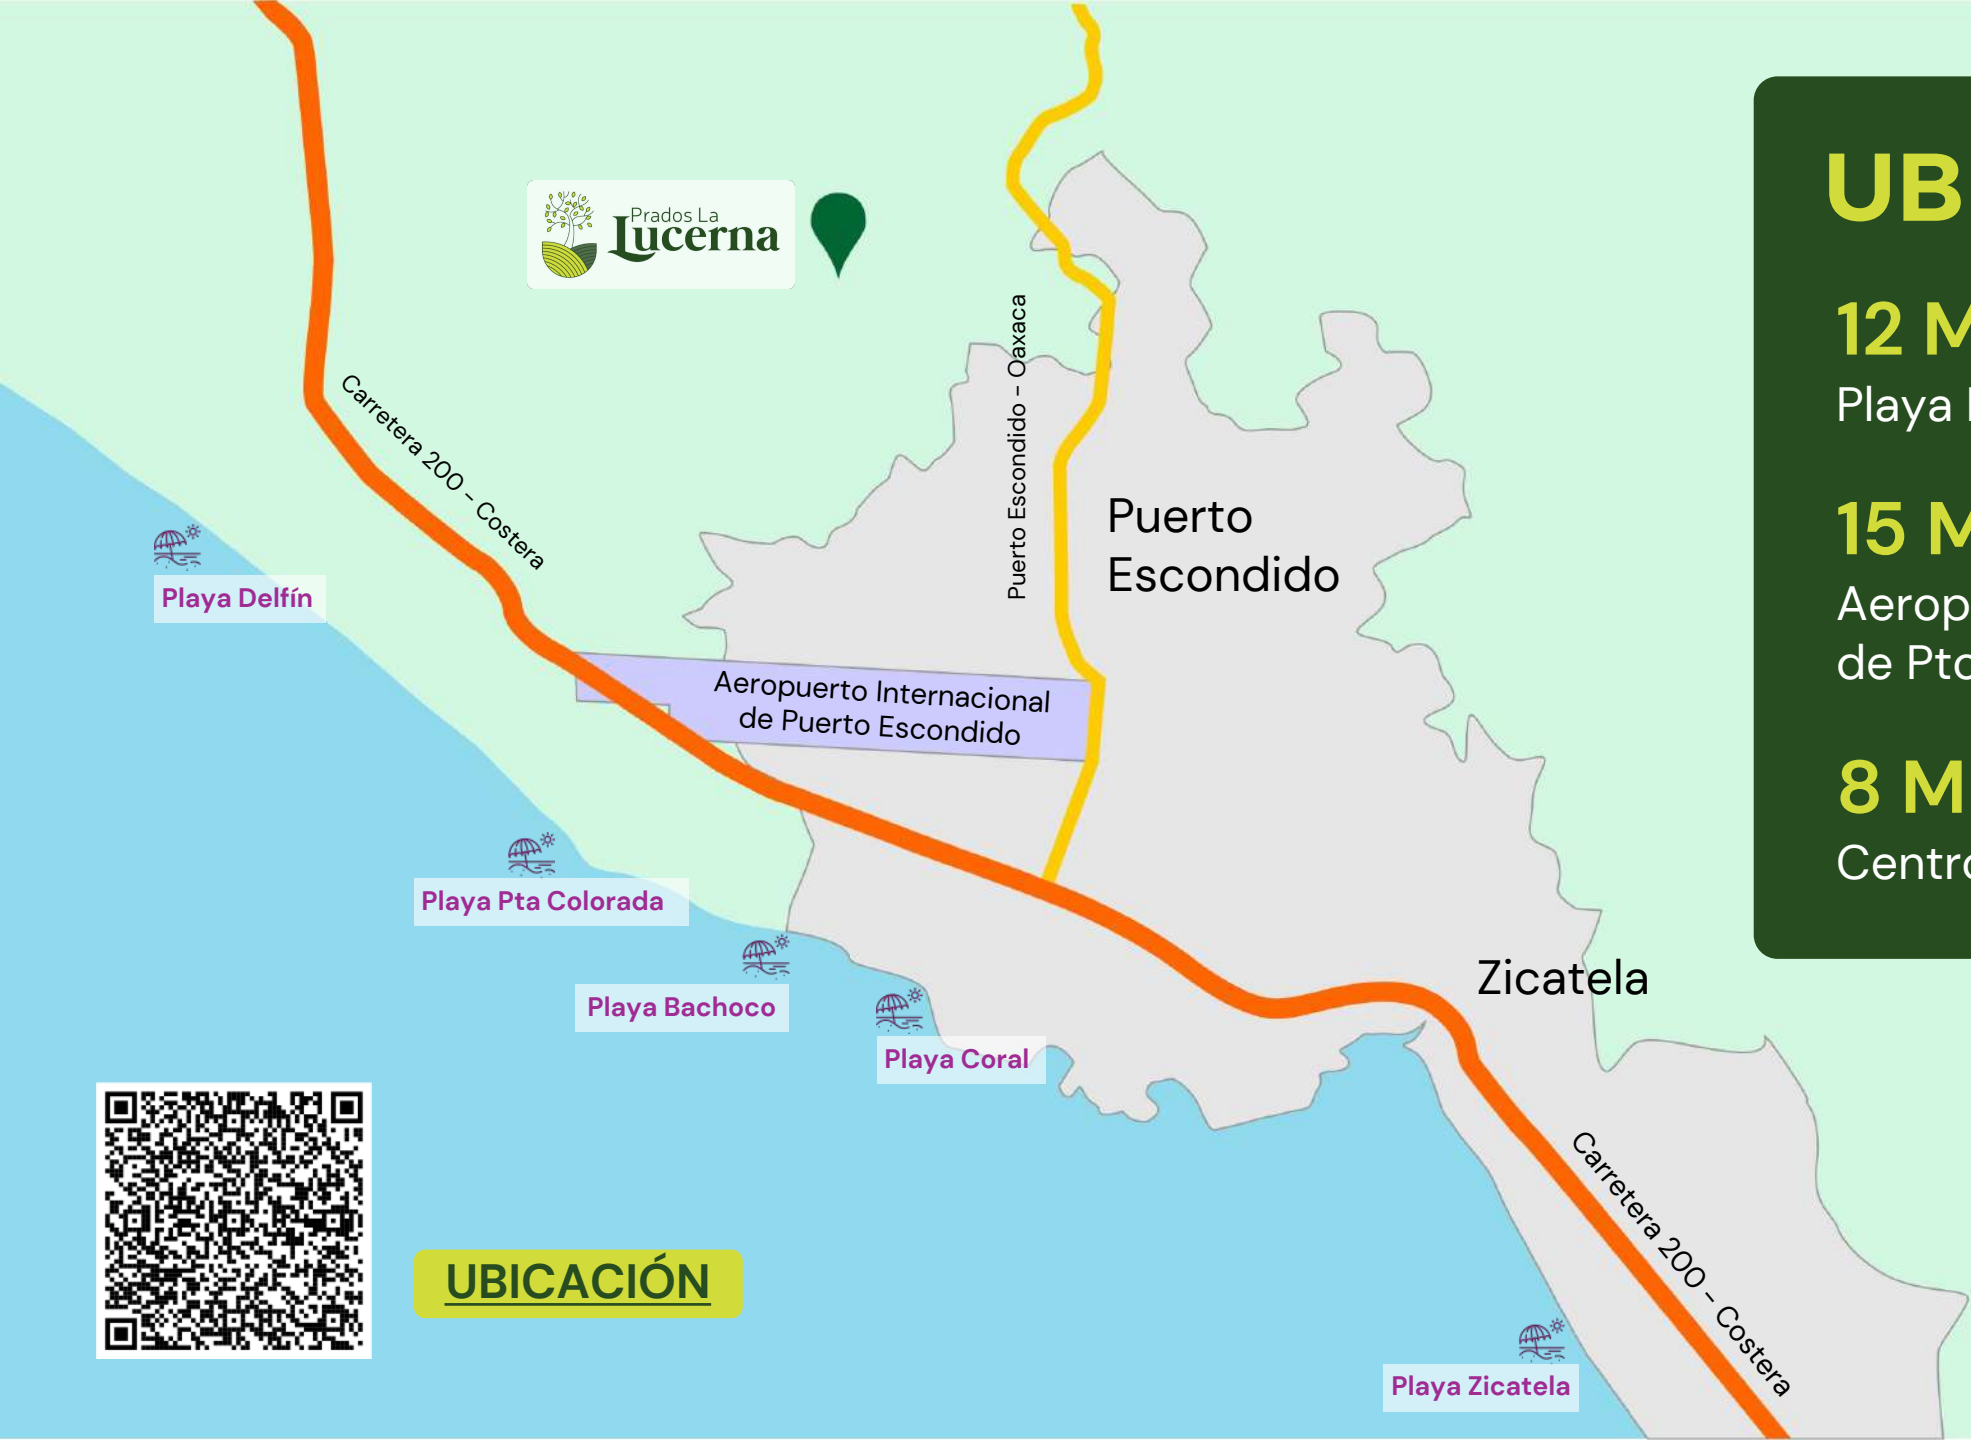 Prados La
Lucerna
Carretera 200 - Costera
Puerto Escondido - Oaxaca
Puerto
Escondido
Playa Delfín
Aeropuerto Internacional
de Puerto Escondido
Playa Pta Colorada
Playa Bachoco
Playa Coral
Zicatela
Carretera 200 - Costera
Playa Zicatela
UBICACIÓN
UB
12 M
Playa
15 M
Aerop
de Pto
8 M
Centro